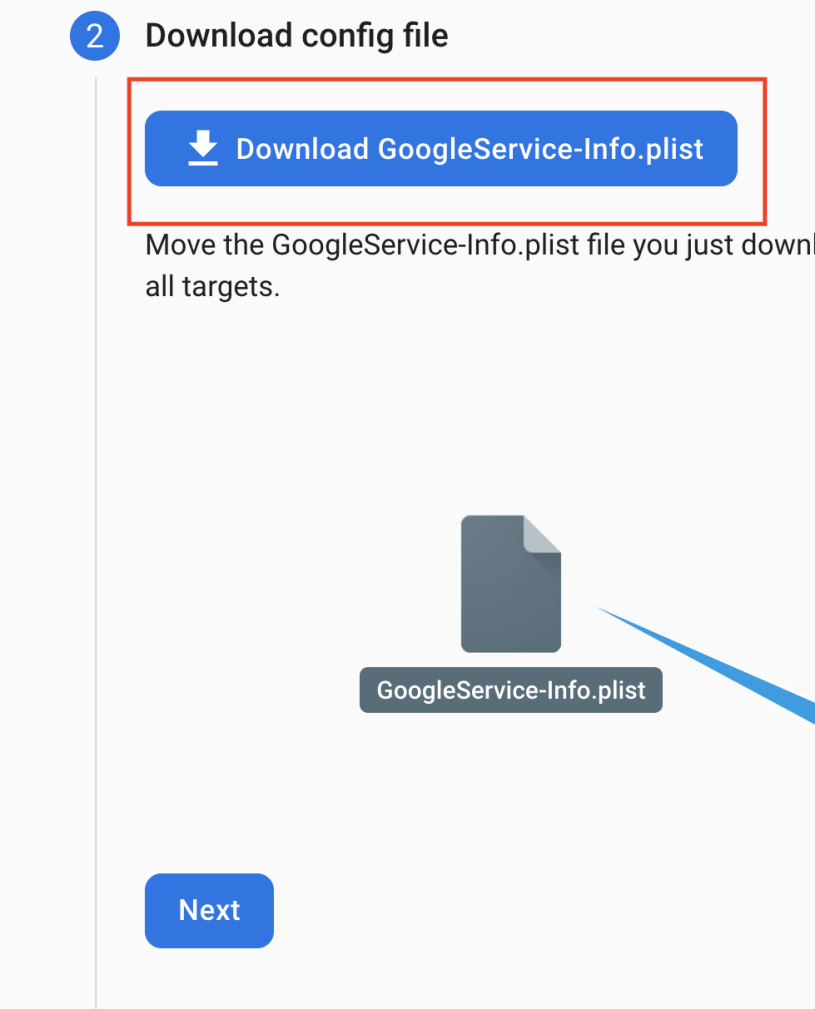 2 Download config file
Download GoogleService-Info.plist
Move the GoogleService-Info.plist file you just
all targets.
GoogleService-Info.plist
Next